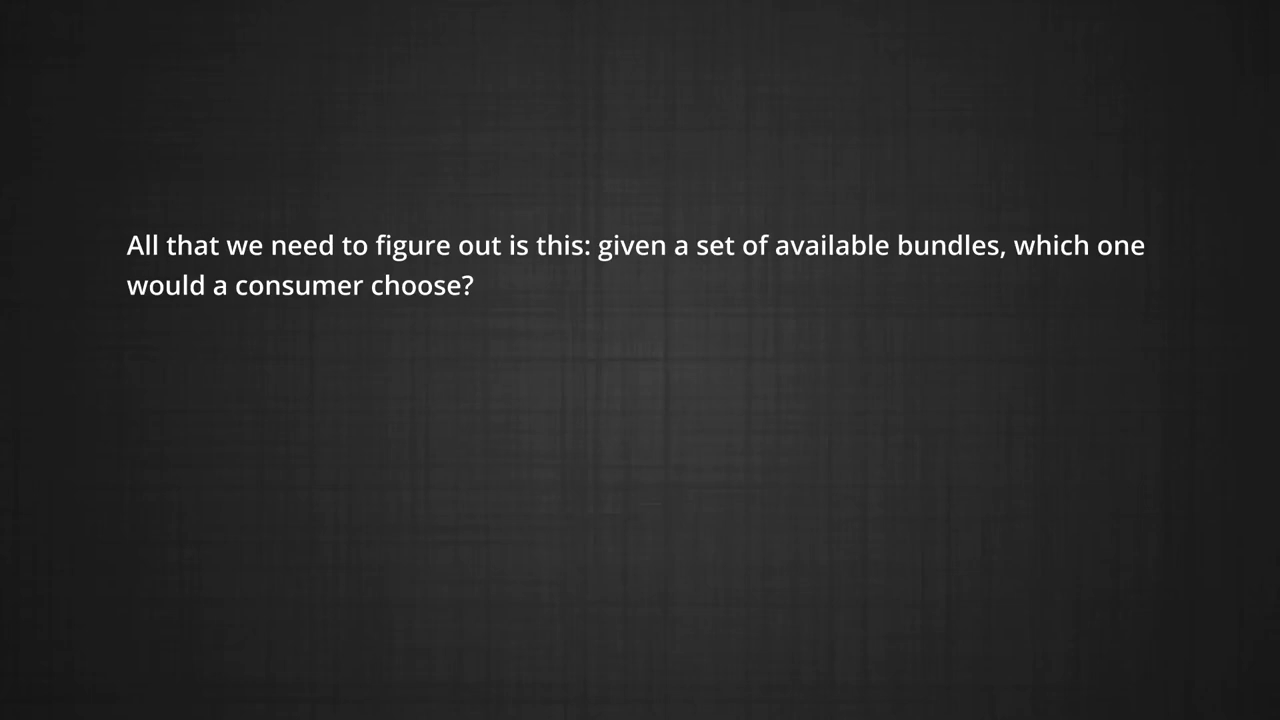 All that we need to figure out is this: given a set of available bundles, which one
would a consumer choose?